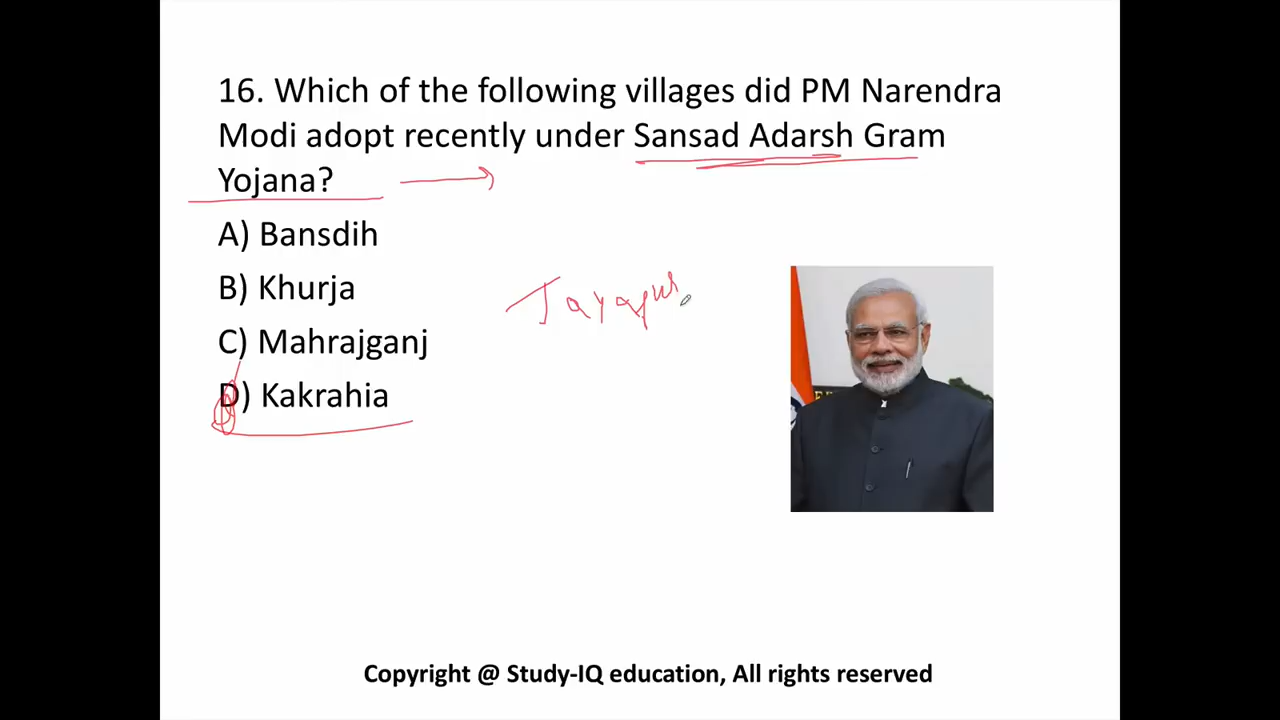 16. Which of the following villages did PM Narendra
Modi adopt recently under Sansad Adarsh Gram
Yojana?
A) Bansdih
B) Khurja
Jayapur
C) Mahrajganj
D) Kakrahia
Copyright @ Study-IQ education, All rights reserved